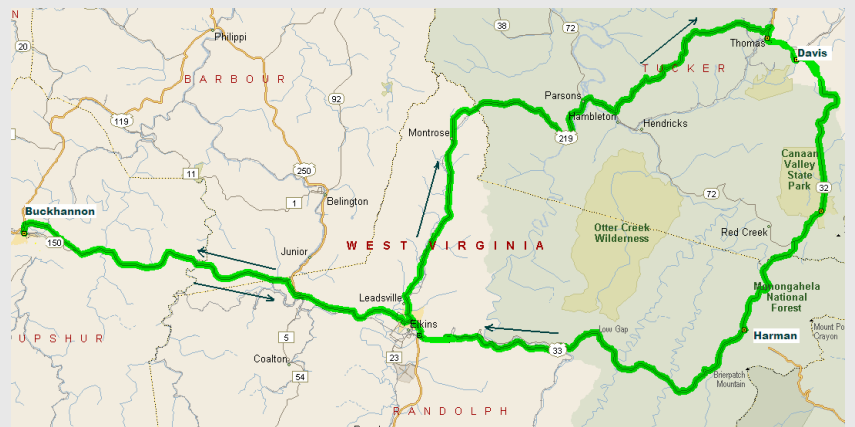 N
20
Philippi
38
72
Thomas
Davis
BARBOUR
TUCKER
92
Parsons
119
Hambleton
Hendricks
Montrose
219
Canaan
Valley
State
Park
250
11
32
72
1
Belington
Buckhannon
150
Otter Creek
Wilderness
Red Creek
WEST VIRGINIA
Junior
Monongahela
National
Forest
Leadsville
Elkins
Low Gap
Harman
Mount Po
Crayon
UPSHUR
5
33
23
Coalton
54
Brierpatch
Mountain
RANDOLPH